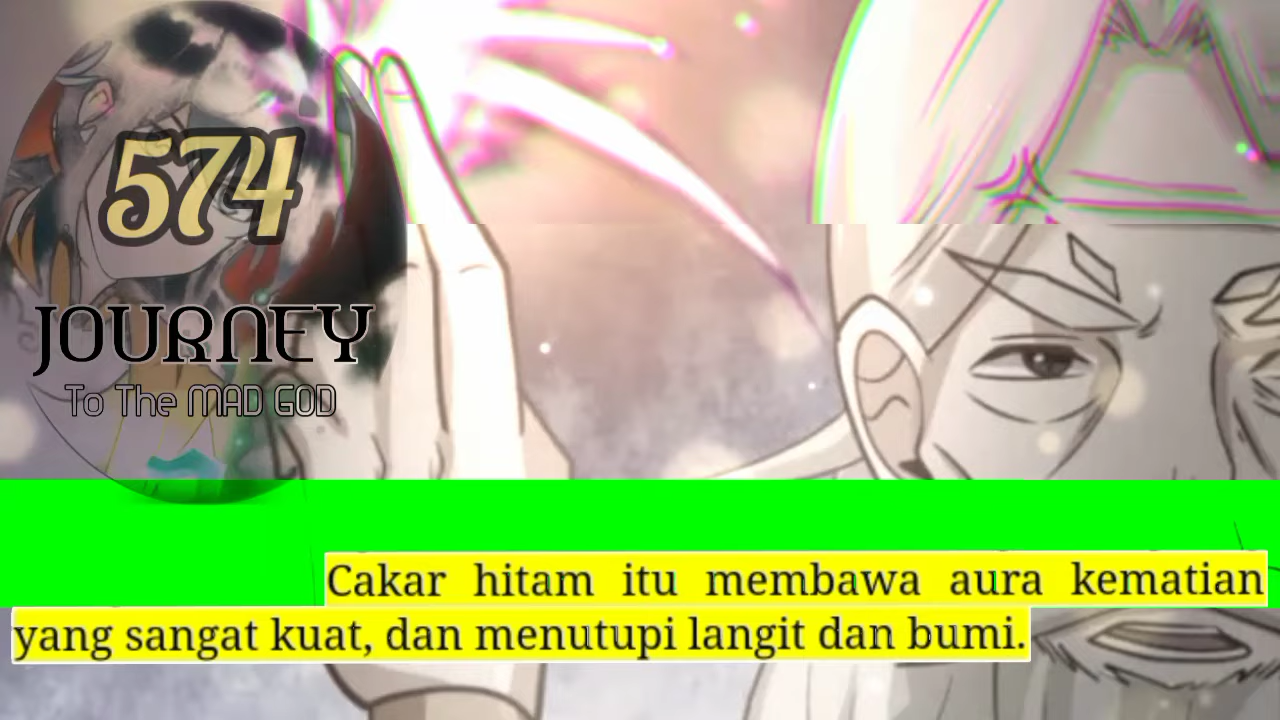 574
JOURNEY
To The MAD GOD
Cakar hitam itu membawa aura kematian
yang sangat kuat, dan menutupi langit dan bumi.